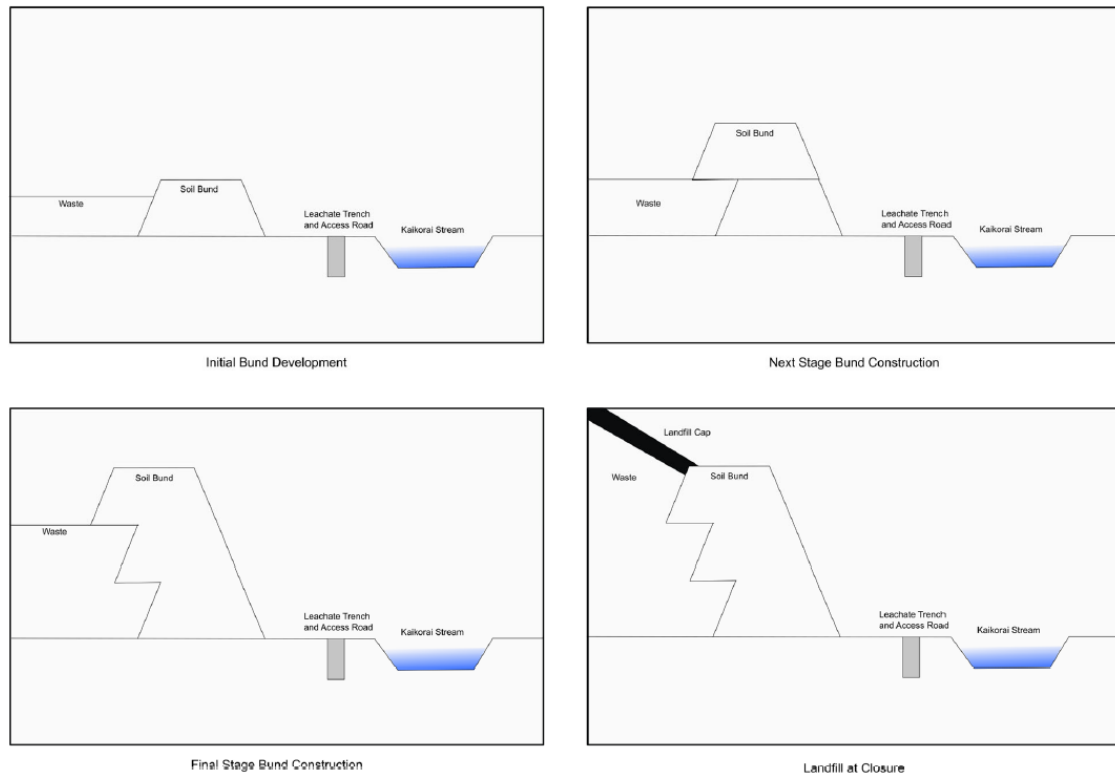 Soil Bund
Waste
Leachate Trench
and Access Road
Kaikorai Stream
Initial Bund Development
Soil Bund
Waste
Leachate Trench
and Access Road
Kaikorai Stream
Next Stage Bund Construction
Soil Bund
Waste
Leachate Trench
and Access Road
Kaikorai Stream
Final Stage Bund Construction
Landfill Cap
Waste
Soil Bund
Leachate Trench
and Access Road
Kaikorai Stream
Landfill at Closure